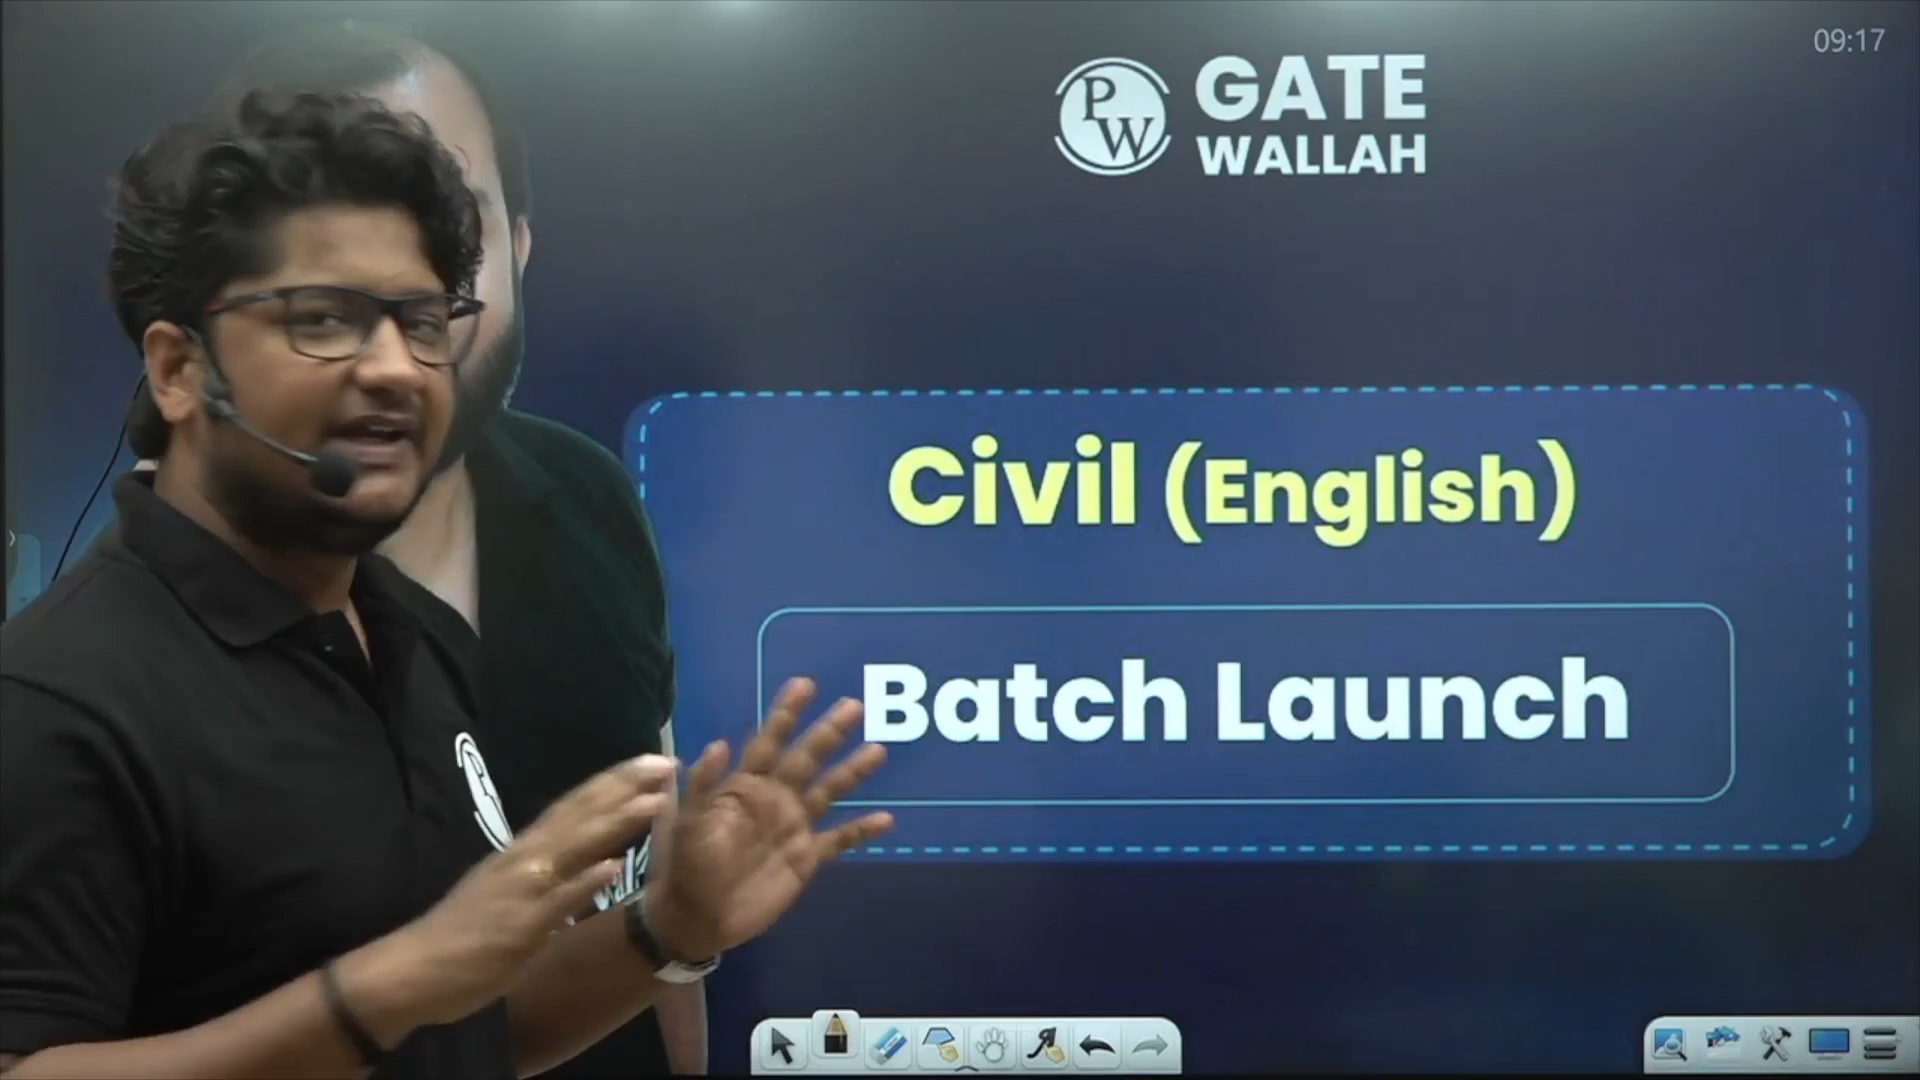 09:17
PW
GATE
WALLAH
Civil (English)
Batch Launch